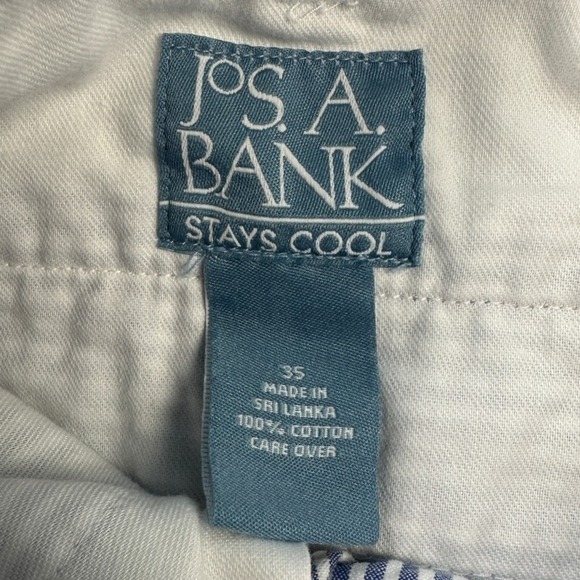 JOS. A.
BANK
STAYS COOL
35
MADE IN
SRI LANKA
100% COTTON
CARE OVER